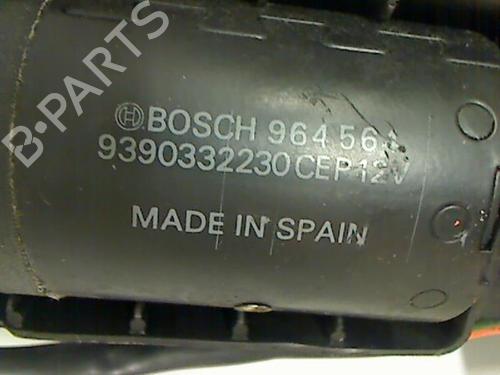 BOSCH 964 56
9390332230 CEP 12V
MADE IN SPAIN
B-PARTS